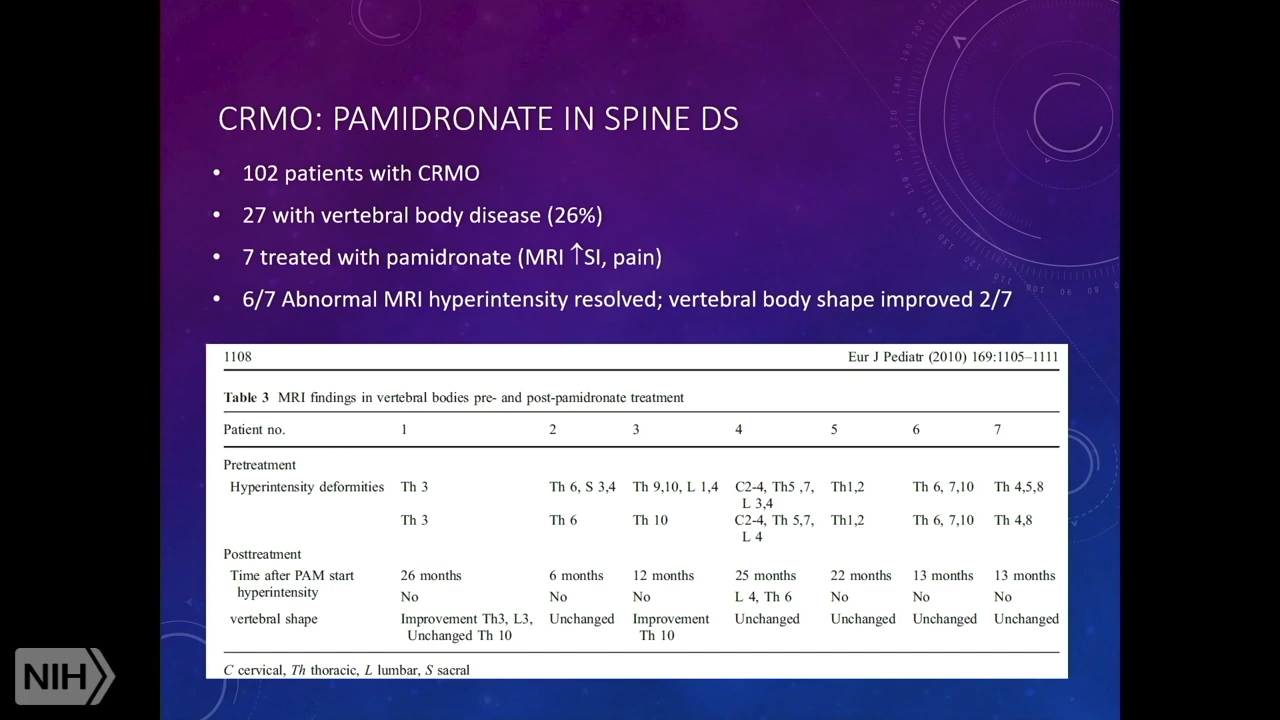 CRMO: PAMIDRONATE IN SPINE DS
• 102 patients with CRMO
• 27 with vertebral body disease (26%)
• 7 treated with pamidronate (MRI ↑SI, pain)
• 6/7 Abnormal MRI hyperintensity resolved; vertebral body shape improved 2/7
1108 Eur J Pediatr (2010) 169:1105–1111
Table 3 MRI findings in vertebral bodies pre- and post-pamidronate treatment
Patient no. 1 2 3 4 5 6 7
Pretreatment
Hyperintensity deformities Th 3 Th 6, S 3,4 Th 9,10, L 1,4 C2-4, Th5 ,7, Th1,2 Th 6, 7,10 Th 4,5,8
L 3,4
Th 3 Th 6 Th 10 C2-4, Th 5,7, Th1,2 Th 6, 7,10 Th 4,8
L 4
Posttreatment
Time after PAM start 26 months 6 months 12 months 25 months 22 months 13 months 13 months
hyperintensity
No No No L 4, Th 6 No No No
vertebral shape Improvement Th3, L3, Unchanged Improvement Unchanged Unchanged Unchanged Unchanged
Unchanged Th 10 Th 10
C cervical, Th thoracic, L lumbar, S sacral
NIH